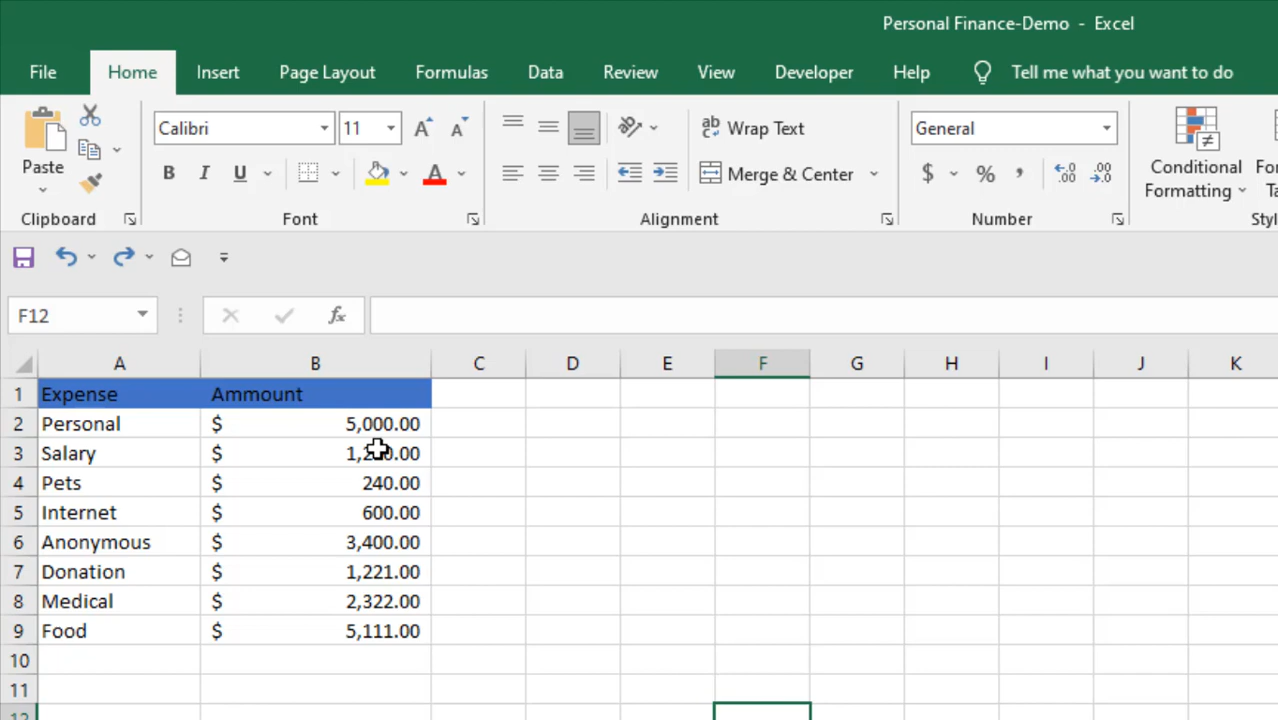 Personal Finance-Demo - Excel
File Home Insert Page Layout Formulas Data Review View Developer Help Tell me what you want to do
Calibri 11 ab Wrap Text General
Paste B I U A Merge & Center $ % , Conditional
Formatting
Clipboard Font Alignment Number
F12 fx
A B C D E F G H I J K
1 Expense Ammount
2 Personal $ 5,000.00
3 Salary $
4 Pets $ 240.00
5 Internet $ 600.00
6 Anonymous $ 3,400.00
7 Donation $ 1,221.00
8 Medical $ 2,322.00
9 Food $ 5,111.00
10
11
12